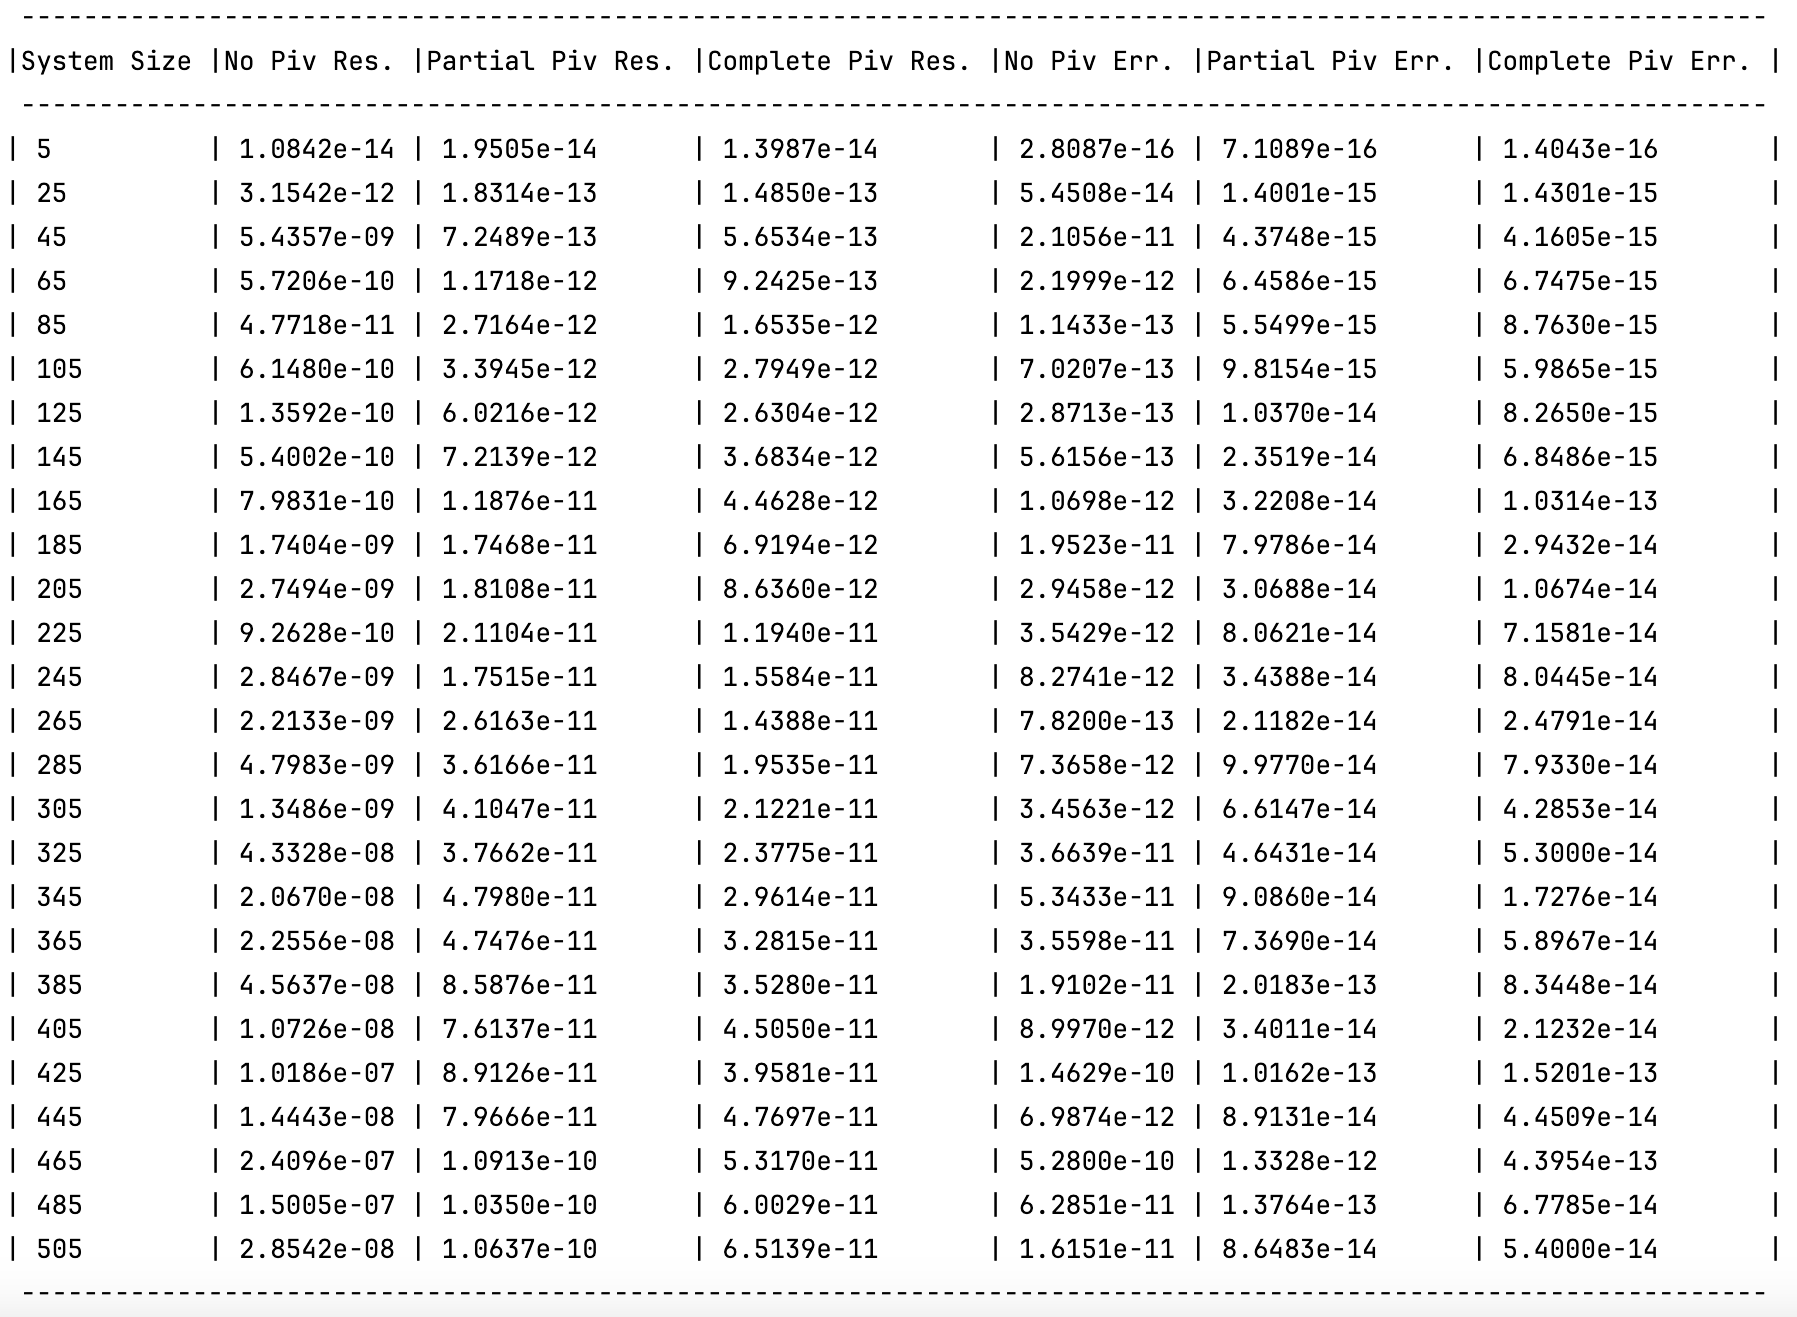 -----------------------------------------------------------------------------------------------------------------
|System Size |No Piv Res. |Partial Piv Res. |Complete Piv Res. |No Piv Err. |Partial Piv Err. |Complete Piv Err. |
-----------------------------------------------------------------------------------------------------------------
| 5 | 1.0842e-14 | 1.9505e-14 | 1.3987e-14 | 2.8087e-16 | 7.1089e-16 | 1.4043e-16 |
| 25 | 3.1542e-12 | 1.8314e-13 | 1.4850e-13 | 5.4508e-14 | 1.4001e-15 | 1.4301e-15 |
| 45 | 5.4357e-09 | 7.2489e-13 | 5.6534e-13 | 2.1056e-11 | 4.3748e-15 | 4.1605e-15 |
| 65 | 5.7206e-10 | 1.1718e-12 | 9.2425e-13 | 2.1999e-12 | 6.4586e-15 | 6.7475e-15 |
| 85 | 4.7718e-11 | 2.7164e-12 | 1.6535e-12 | 1.1433e-13 | 5.5499e-15 | 8.7630e-15 |
| 105 | 6.1480e-10 | 3.3945e-12 | 2.7949e-12 | 7.0207e-13 | 9.8154e-15 | 5.9865e-15 |
| 125 | 1.3592e-10 | 6.0216e-12 | 2.6304e-12 | 2.8713e-13 | 1.0370e-14 | 8.2650e-15 |
| 145 | 5.4002e-10 | 7.2139e-12 | 3.6834e-12 | 5.6156e-13 | 2.3519e-14 | 6.8486e-15 |
| 165 | 7.9831e-10 | 1.1876e-11 | 4.4628e-12 | 1.0698e-12 | 3.2208e-14 | 1.0314e-13 |
| 185 | 1.7404e-09 | 1.7468e-11 | 6.9194e-12 | 1.9523e-11 | 7.9786e-14 | 2.9432e-14 |
| 205 | 2.7494e-09 | 1.8108e-11 | 8.6360e-12 | 2.9458e-12 | 3.0688e-14 | 1.0674e-14 |
| 225 | 9.2628e-10 | 2.1104e-11 | 1.1940e-11 | 3.5429e-12 | 8.0621e-14 | 7.1581e-14 |
| 245 | 2.8467e-09 | 1.7515e-11 | 1.5584e-11 | 8.2741e-12 | 3.4388e-14 | 8.0445e-14 |
| 265 | 2.2133e-09 | 2.6163e-11 | 1.4388e-11 | 7.8200e-13 | 2.1182e-14 | 2.4791e-14 |
| 285 | 4.7983e-09 | 3.6166e-11 | 1.9535e-11 | 7.3658e-12 | 9.9770e-14 | 7.9330e-14 |
| 305 | 1.3486e-09 | 4.1047e-11 | 2.1221e-11 | 3.4563e-12 | 6.6147e-14 | 4.2853e-14 |
| 325 | 4.3328e-08 | 3.7662e-11 | 2.3775e-11 | 3.6639e-11 | 4.6431e-14 | 5.3000e-14 |
| 345 | 2.0670e-08 | 4.7980e-11 | 2.9614e-11 | 5.3433e-11 | 9.0860e-14 | 1.7276e-14 |
| 365 | 2.2556e-08 | 4.7476e-11 | 3.2815e-11 | 3.5598e-11 | 7.3690e-14 | 5.8967e-14 |
| 385 | 4.5637e-08 | 8.5876e-11 | 3.5280e-11 | 1.9102e-11 | 2.0183e-13 | 8.3448e-14 |
| 405 | 1.0726e-08 | 7.6137e-11 | 4.5050e-11 | 8.9970e-12 | 3.4011e-14 | 2.1232e-14 |
| 425 | 1.0186e-07 | 8.9126e-11 | 3.9581e-11 | 1.4629e-10 | 1.0162e-13 | 1.5201e-13 |
| 445 | 1.4443e-08 | 7.9666e-11 | 4.7697e-11 | 6.9874e-12 | 8.9131e-14 | 4.4509e-14 |
| 465 | 2.4096e-07 | 1.0913e-10 | 5.3170e-11 | 5.2800e-10 | 1.3328e-12 | 4.3954e-13 |
| 485 | 1.5005e-07 | 1.0350e-10 | 6.0029e-11 | 6.2851e-11 | 1.3764e-13 | 6.7785e-14 |
| 505 | 2.8542e-08 | 1.0637e-10 | 6.5139e-11 | 1.6151e-11 | 8.6483e-14 | 5.4000e-14 |
-----------------------------------------------------------------------------------------------------------------